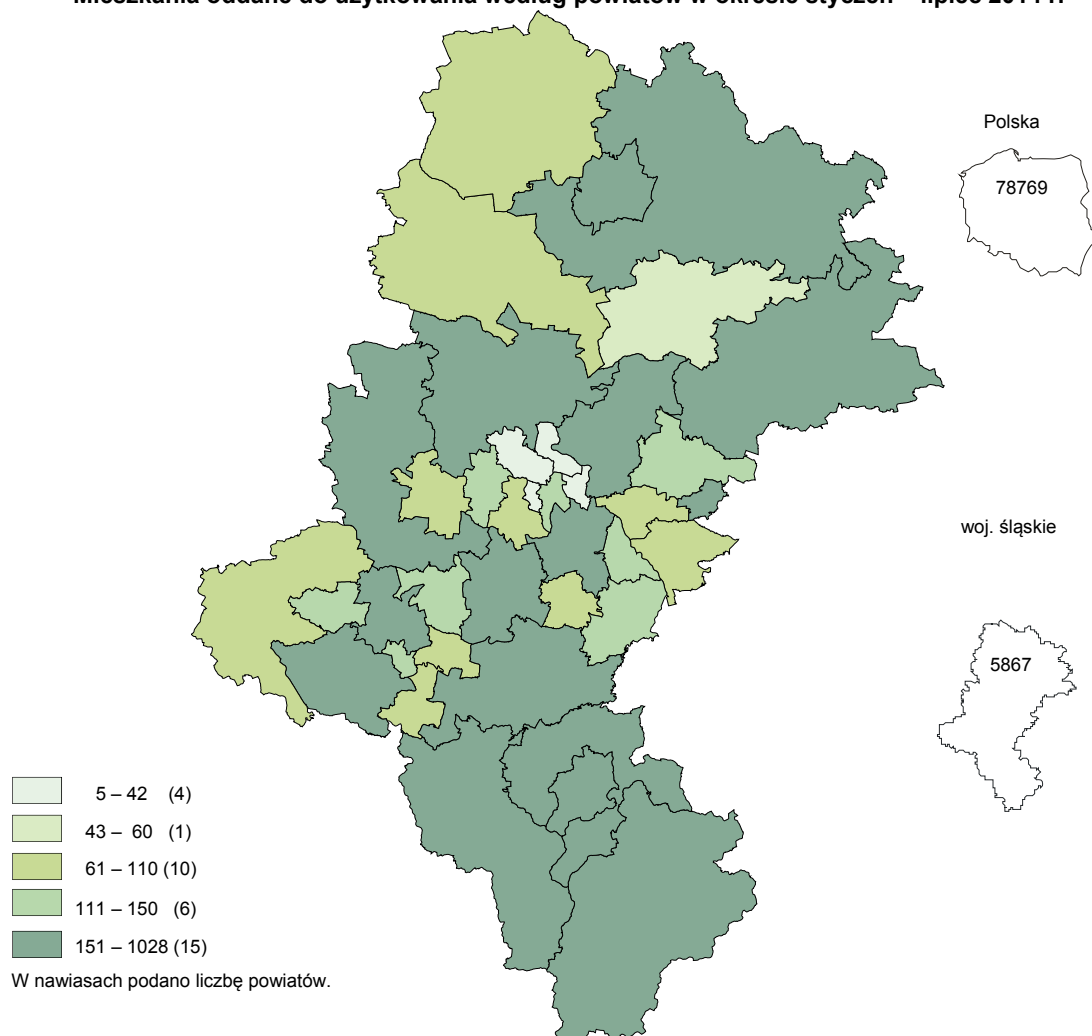 Mieszkania oddane do użytkowania według powiatów w okresie styczeń – lipiec 2011 r.
Polska
78769
woj. śląskie
5867
5 – 42 (4)
43 – 60 (1)
61 – 110 (10)
111 – 150 (6)
151 – 1028 (15)
W nawiasach podano liczbę powiatów.